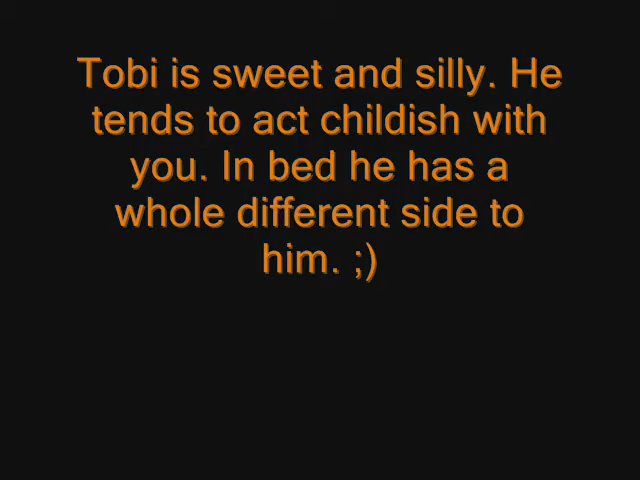 Tobi is sweet and silly. He
tends to act childish with
you. In bed he has a
whole different side to
him. ;)